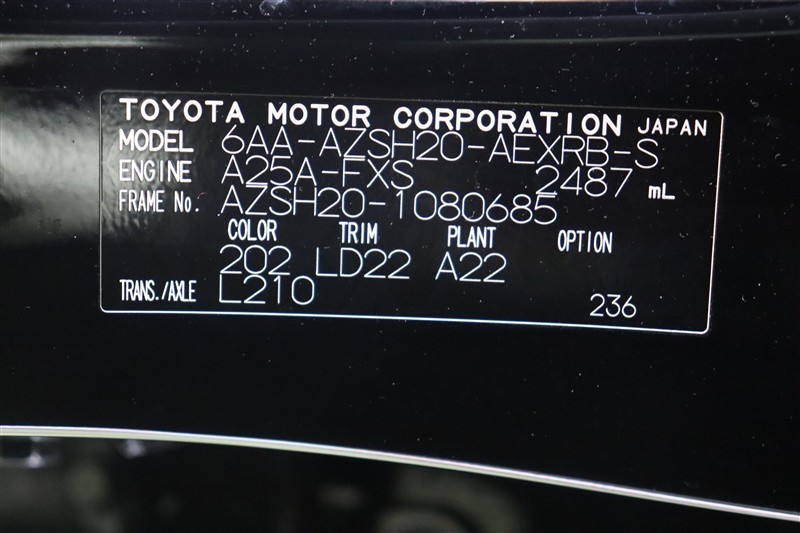 TOYOTA MOTOR CORPORATION JAPAN
MODEL 6AA-AZSH20-AEXRB-S
ENGINE A25A-FXS 2487 mL
FRAME No. AZSH20-1080685
COLOR TRIM PLANT OPTION
202 LD22 A22
TRANS./AXLE L210 236